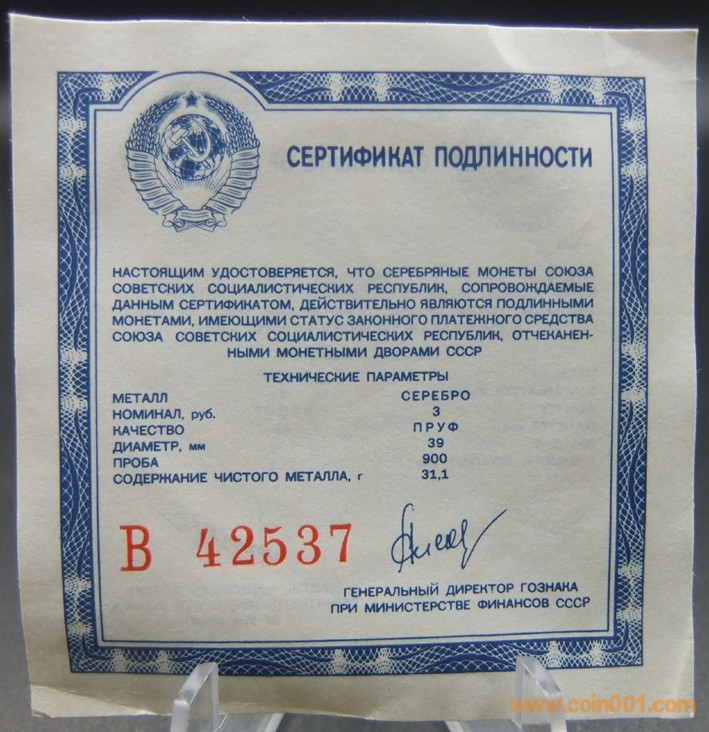 СЕРТИФИКАТ ПОДЛИННОСТИ
НАСТОЯЩИМ УДОСТОВЕРЯЕТСЯ, ЧТО СЕРЕБРЯНЫЕ МОНЕТЫ СОЮЗА
СОВЕТСКИХ СОЦИАЛИСТИЧЕСКИХ РЕСПУБЛИК, СОПРОВОЖДАЕМЫЕ
ДАННЫМ СЕРТИФИКАТОМ, ДЕЙСТВИТЕЛЬНО ЯВЛЯЮТСЯ ПОДЛИННЫМИ
МОНЕТАМИ, ИМЕЮЩИМИ СТАТУС ЗАКОННОГО ПЛАТЕЖНОГО СРЕДСТВА
СОЮЗА СОВЕТСКИХ СОЦИАЛИСТИЧЕСКИХ РЕСПУБЛИК, ОТЧЕКАНЕН-
НЫМИ МОНЕТНЫМИ ДВОРАМИ СССР
ТЕХНИЧЕСКИЕ ПАРАМЕТРЫ
МЕТАЛЛ СЕРЕБРО
НОМИНАЛ, руб. 3
КАЧЕСТВО ПРУФ
ДИАМЕТР, мм 39
ПРОБА 900
СОДЕРЖАНИЕ ЧИСТОГО МЕТАЛЛА, г 31,1
В 42537
ГЕНЕРАЛЬНЫЙ ДИРЕКТОР ГОЗНАКА
ПРИ МИНИСТЕРСТВЕ ФИНАНСОВ СССР
www.coin001.com